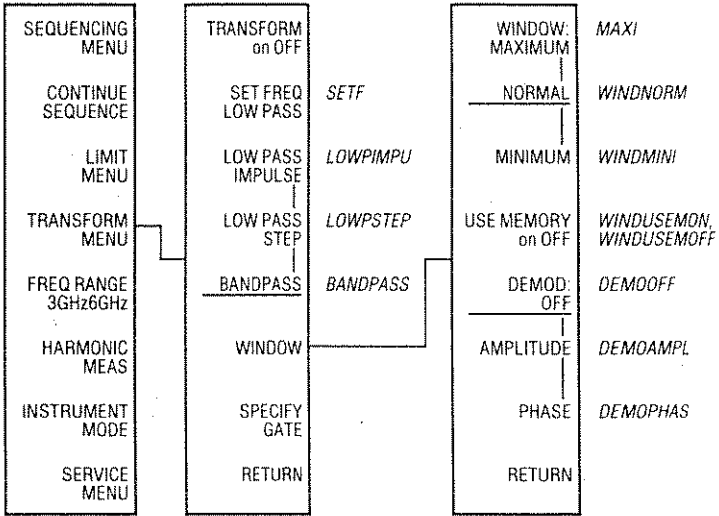 SEQUENCING
MENU
CONTINUE
SEQUENCE
LIMIT
MENU
TRANSFORM
MENU
FREQ RANGE
3GHz6GHz
HARMONIC
MEAS
INSTRUMENT
MODE
SERVICE
MENU
TRANSFORM
on OFF
SET FREQ
LOW PASS
SETF
LOW PASS
IMPULSE
LOWPIMPU
LOW PASS
STEP
LOWPSTEP
BANDPASS
BANDPASS
WINDOW
SPECIFY
GATE
RETURN
WINDOW:
MAXIMUM
MAXI
NORMAL
WINDNORM
MINIMUM
WINDMINI
USE MEMORY
on OFF
WINDUSEMON,
WINDUSEMOFF
DEMOD:
OFF
DEMOOFF
AMPLITUDE
DEMOAMPL
PHASE
DEMOPHAS
RETURN